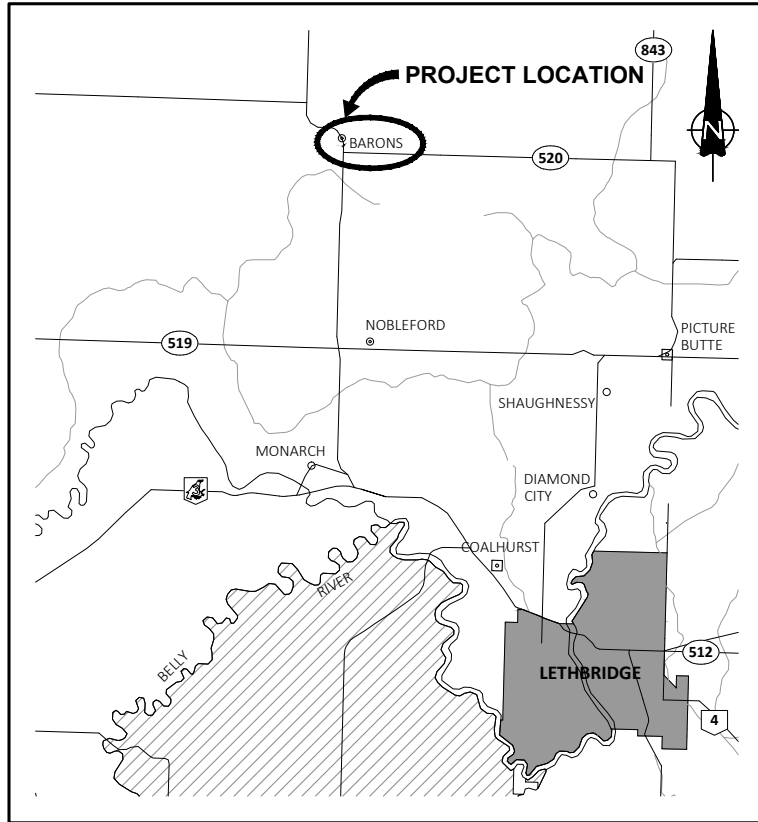 843
PROJECT LOCATION
N
BARONS
520
NOBLEFORD
519
PICTURE
BUTTE
SHAUGHNESSY
MONARCH
DIAMOND
CITY
COALHURST
BELLY RIVER
512
LETHBRIDGE
4